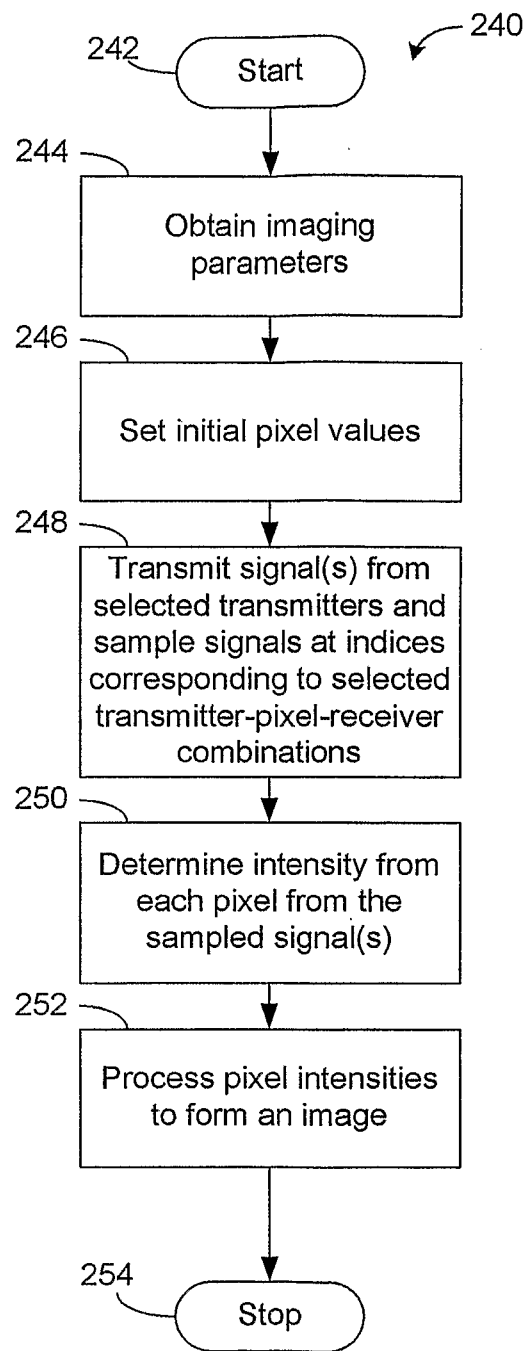 240
242
Start
244
Obtain imaging
parameters
246
Set initial pixel values
248
Transmit signal(s) from
selected transmitters and
sample signals at indices
corresponding to selected
transmitter-pixel-receiver
combinations
250
Determine intensity from
each pixel from the
sampled signal(s)
252
Process pixel intensities
to form an image
254
Stop